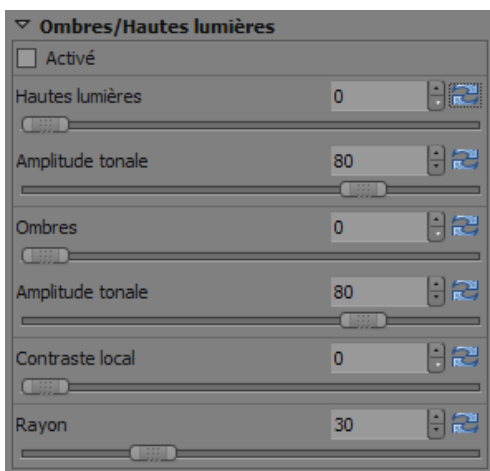 Ombres/Hautes lumières
Activé
Hautes lumières 0
Amplitude tonale 80
Ombres 0
Amplitude tonale 80
Contraste local 0
Rayon 30